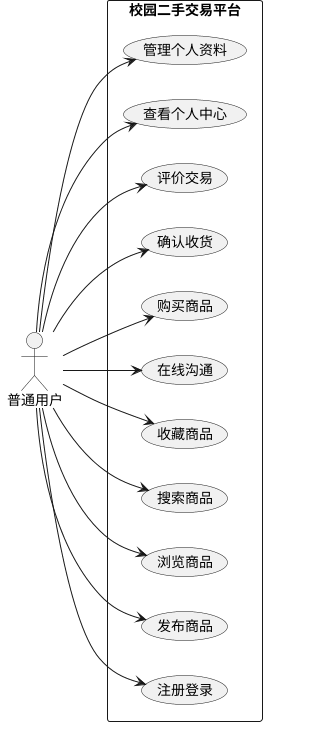 校园二手交易平台
管理个人资料
查看个人中心
评价交易
确认收货
购买商品
在线沟通
普通用户
收藏商品
搜索商品
浏览商品
发布商品
注册登录